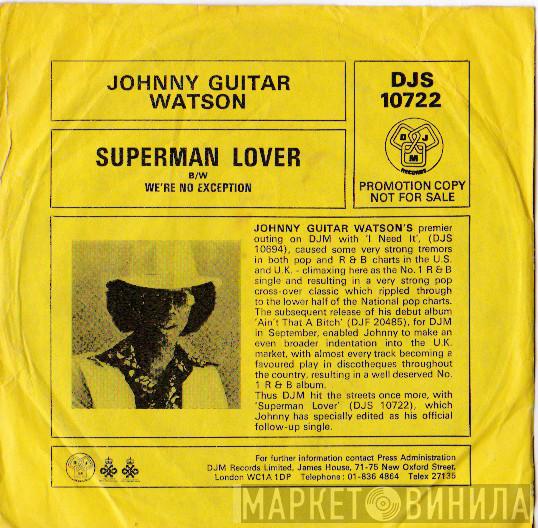 JOHNNY GUITAR
WATSON
DJS
10722
DJM
RECORDS
PROMOTION COPY
NOT FOR SALE
SUPERMAN LOVER
B/W
WE'RE NO EXCEPTION
JOHNNY GUITAR WATSON'S premier
outing on DJM with 'I Need It', (DJS
10694), caused some very strong tremors
in both pop and R & B charts in the U.S.
and U.K. - climaxing here as the No. 1 R & B
single and resulting in a very strong pop
cross-over classic which rippled through
to the lower half of the National pop charts.
The subsequent release of his debut album
'Ain't That A Bitch' (DJF 20485), for DJM
in September, enabled Johnny to make an
even broader indentation into the U.K.
market, with almost every track becoming a
favoured play in discotheques throughout
the country, resulting in a well deserved No.
1 R & B album.
Thus DJM hit the streets once more, with
'Superman Lover' (DJS 10722), which
Johnny has specially edited as his official
follow-up single.
For further information contact Press Administration
DJM Records Limited, James House, 71-75 New Oxford Street,
London WC1A 1DP Telephone: 01-836 4864 Telex 27135
МАРКЕТВИНИЛА